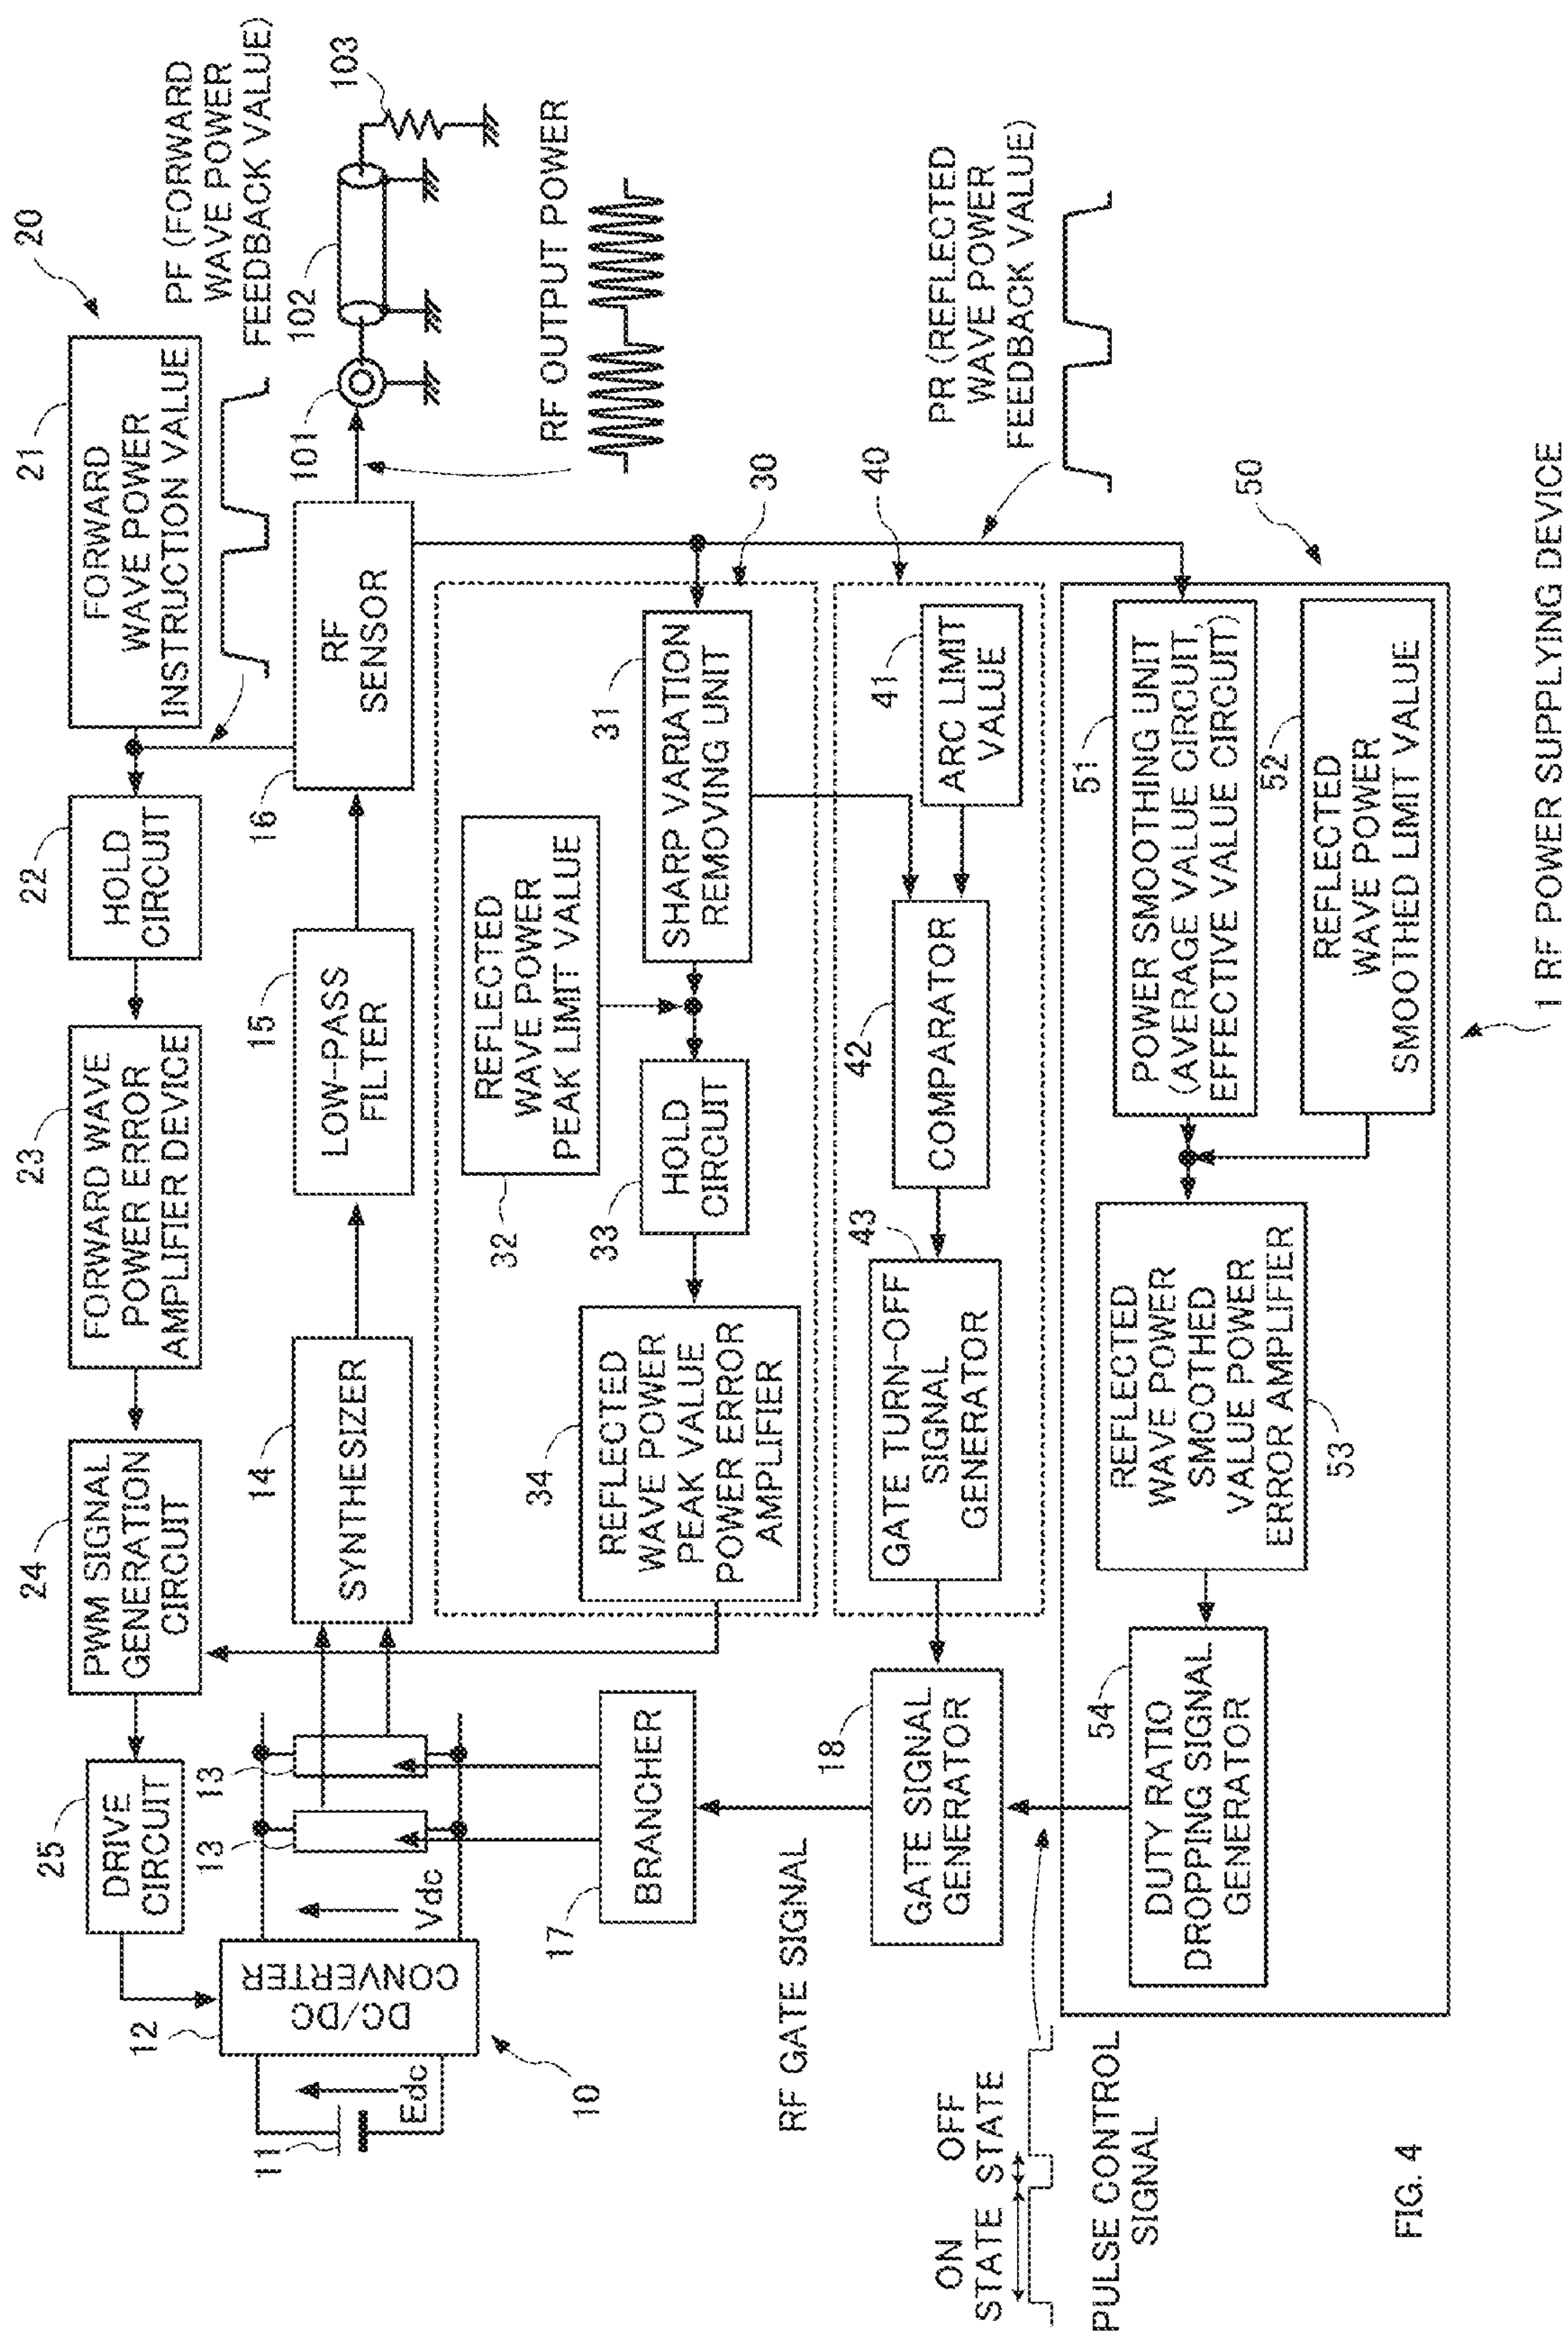 20
21
FORWARD
WAVE POWER
INSTRUCTION VALUE
22
HOLD
CIRCUIT
23
FORWARD WAVE
POWER ERROR
AMPLIFIER DEVICE
24
PWM SIGNAL
GENERATION
CIRCUIT
25
DRIVE
CIRCUIT
PF (FORWARD
WAVE POWER
FEEDBACK VALUE)
11
Edc
10
12
DC/DC
CONVERTER
Vdc
13
13
14
SYNTHESIZER
15
LOW-PASS
FILTER
16
RF
SENSOR
101
102
103
RF OUTPUT POWER
17
BRANCHER
RF GATE SIGNAL
18
GATE SIGNAL
GENERATOR
30
31
SHARP VARIATION
REMOVING UNIT
32
REFLECTED
WAVE POWER
PEAK LIMIT VALUE
33
HOLD
CIRCUIT
34
REFLECTED
WAVE POWER
PEAK VALUE
POWER ERROR
AMPLIFIER
40
41
ARC LIMIT
VALUE
42
COMPARATOR
43
GATE TURN-OFF
SIGNAL
GENERATOR
PR (REFLECTED
WAVE POWER
FEEDBACK VALUE)
50
51
POWER SMOOTHING UNIT
(AVERAGE VALUE CIRCUIT,
EFFECTIVE VALUE CIRCUIT)
52
REFLECTED
WAVE POWER
SMOOTHED LIMIT VALUE
53
REFLECTED
WAVE POWER
SMOOTHED
VALUE POWER
ERROR AMPLIFIER
54
DUTY RATIO
DROPPING SIGNAL
GENERATOR
ON OFF
STATE STATE
PULSE CONTROL
SIGNAL
1 RF POWER SUPPLYING DEVICE
FIG. 4